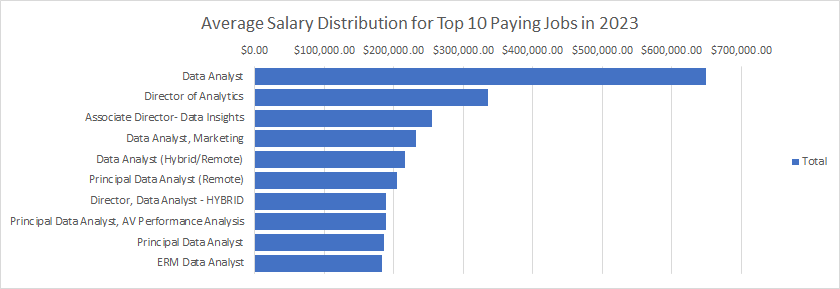 Average Salary Distribution for Top 10 Paying Jobs in 2023
$0.00 $100,000.00 $200,000.00 $300,000.00 $400,000.00 $500,000.00 $600,000.00 $700,000.00
Data Analyst
Director of Analytics
Associate Director- Data Insights
Data Analyst, Marketing
Data Analyst (Hybrid/Remote)
Principal Data Analyst (Remote)
Director, Data Analyst - HYBRID
Principal Data Analyst, AV Performance Analysis
Principal Data Analyst
ERM Data Analyst
Total